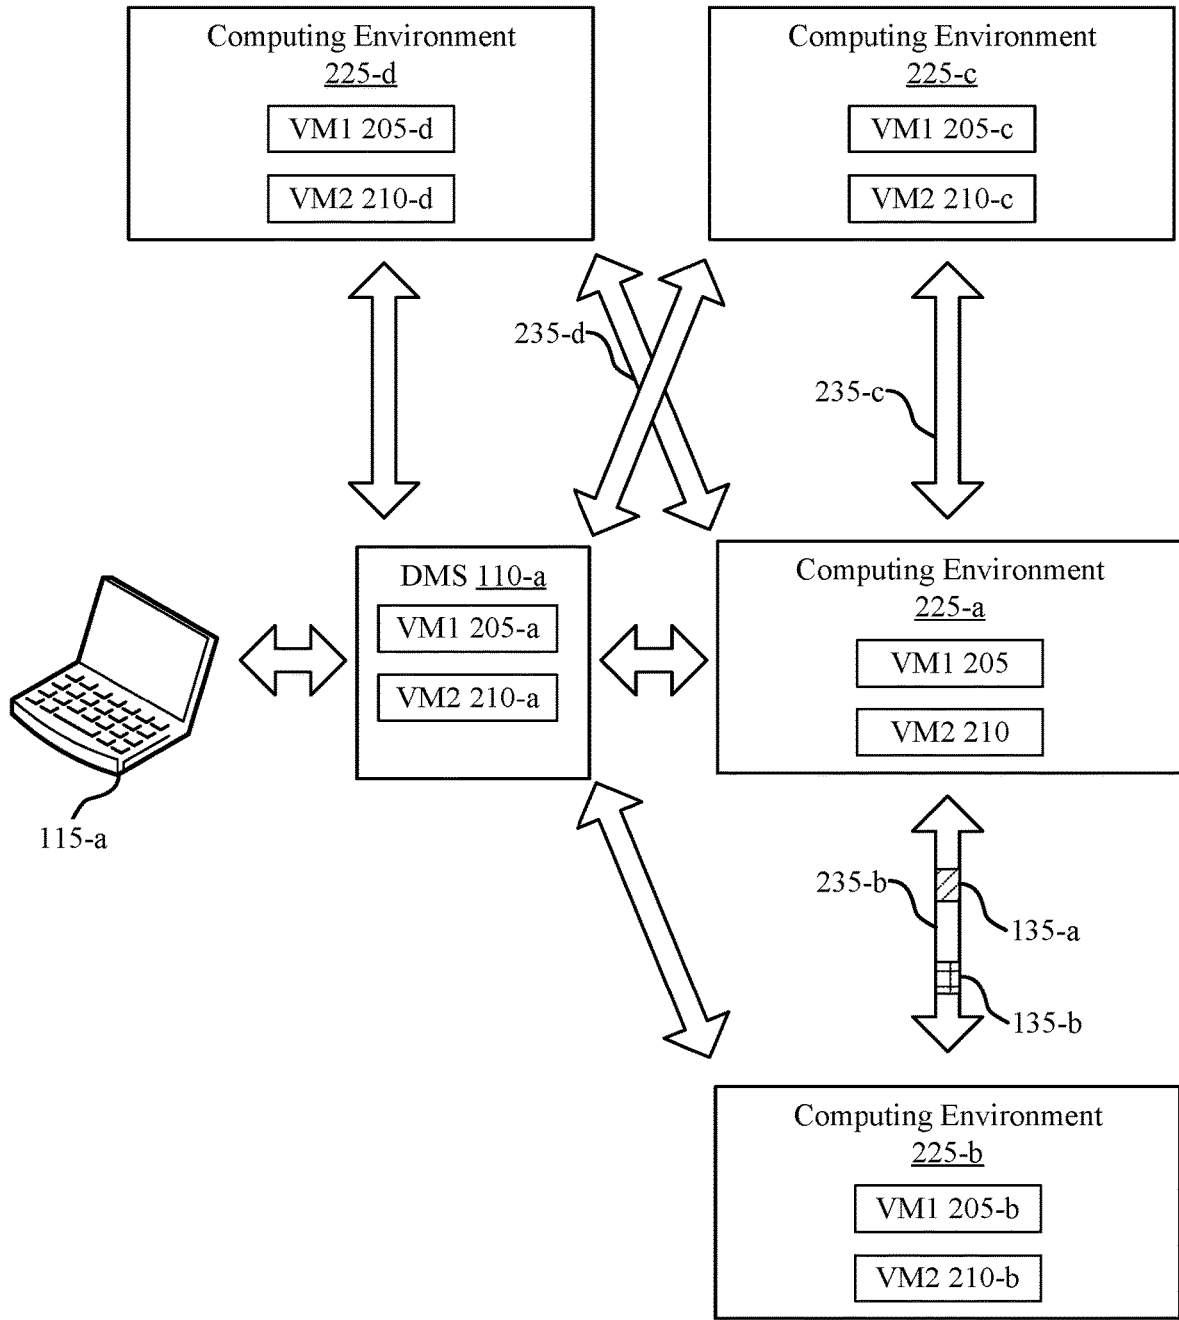 Computing Environment
225-d
VM1 205-d
VM2 210-d
Computing Environment
225-c
VM1 205-c
VM2 210-c
235-d
235-c
DMS 110-a
VM1 205-a
VM2 210-a
Computing Environment
225-a
VM1 205
VM2 210
115-a
235-b
135-a
135-b
Computing Environment
225-b
VM1 205-b
VM2 210-b